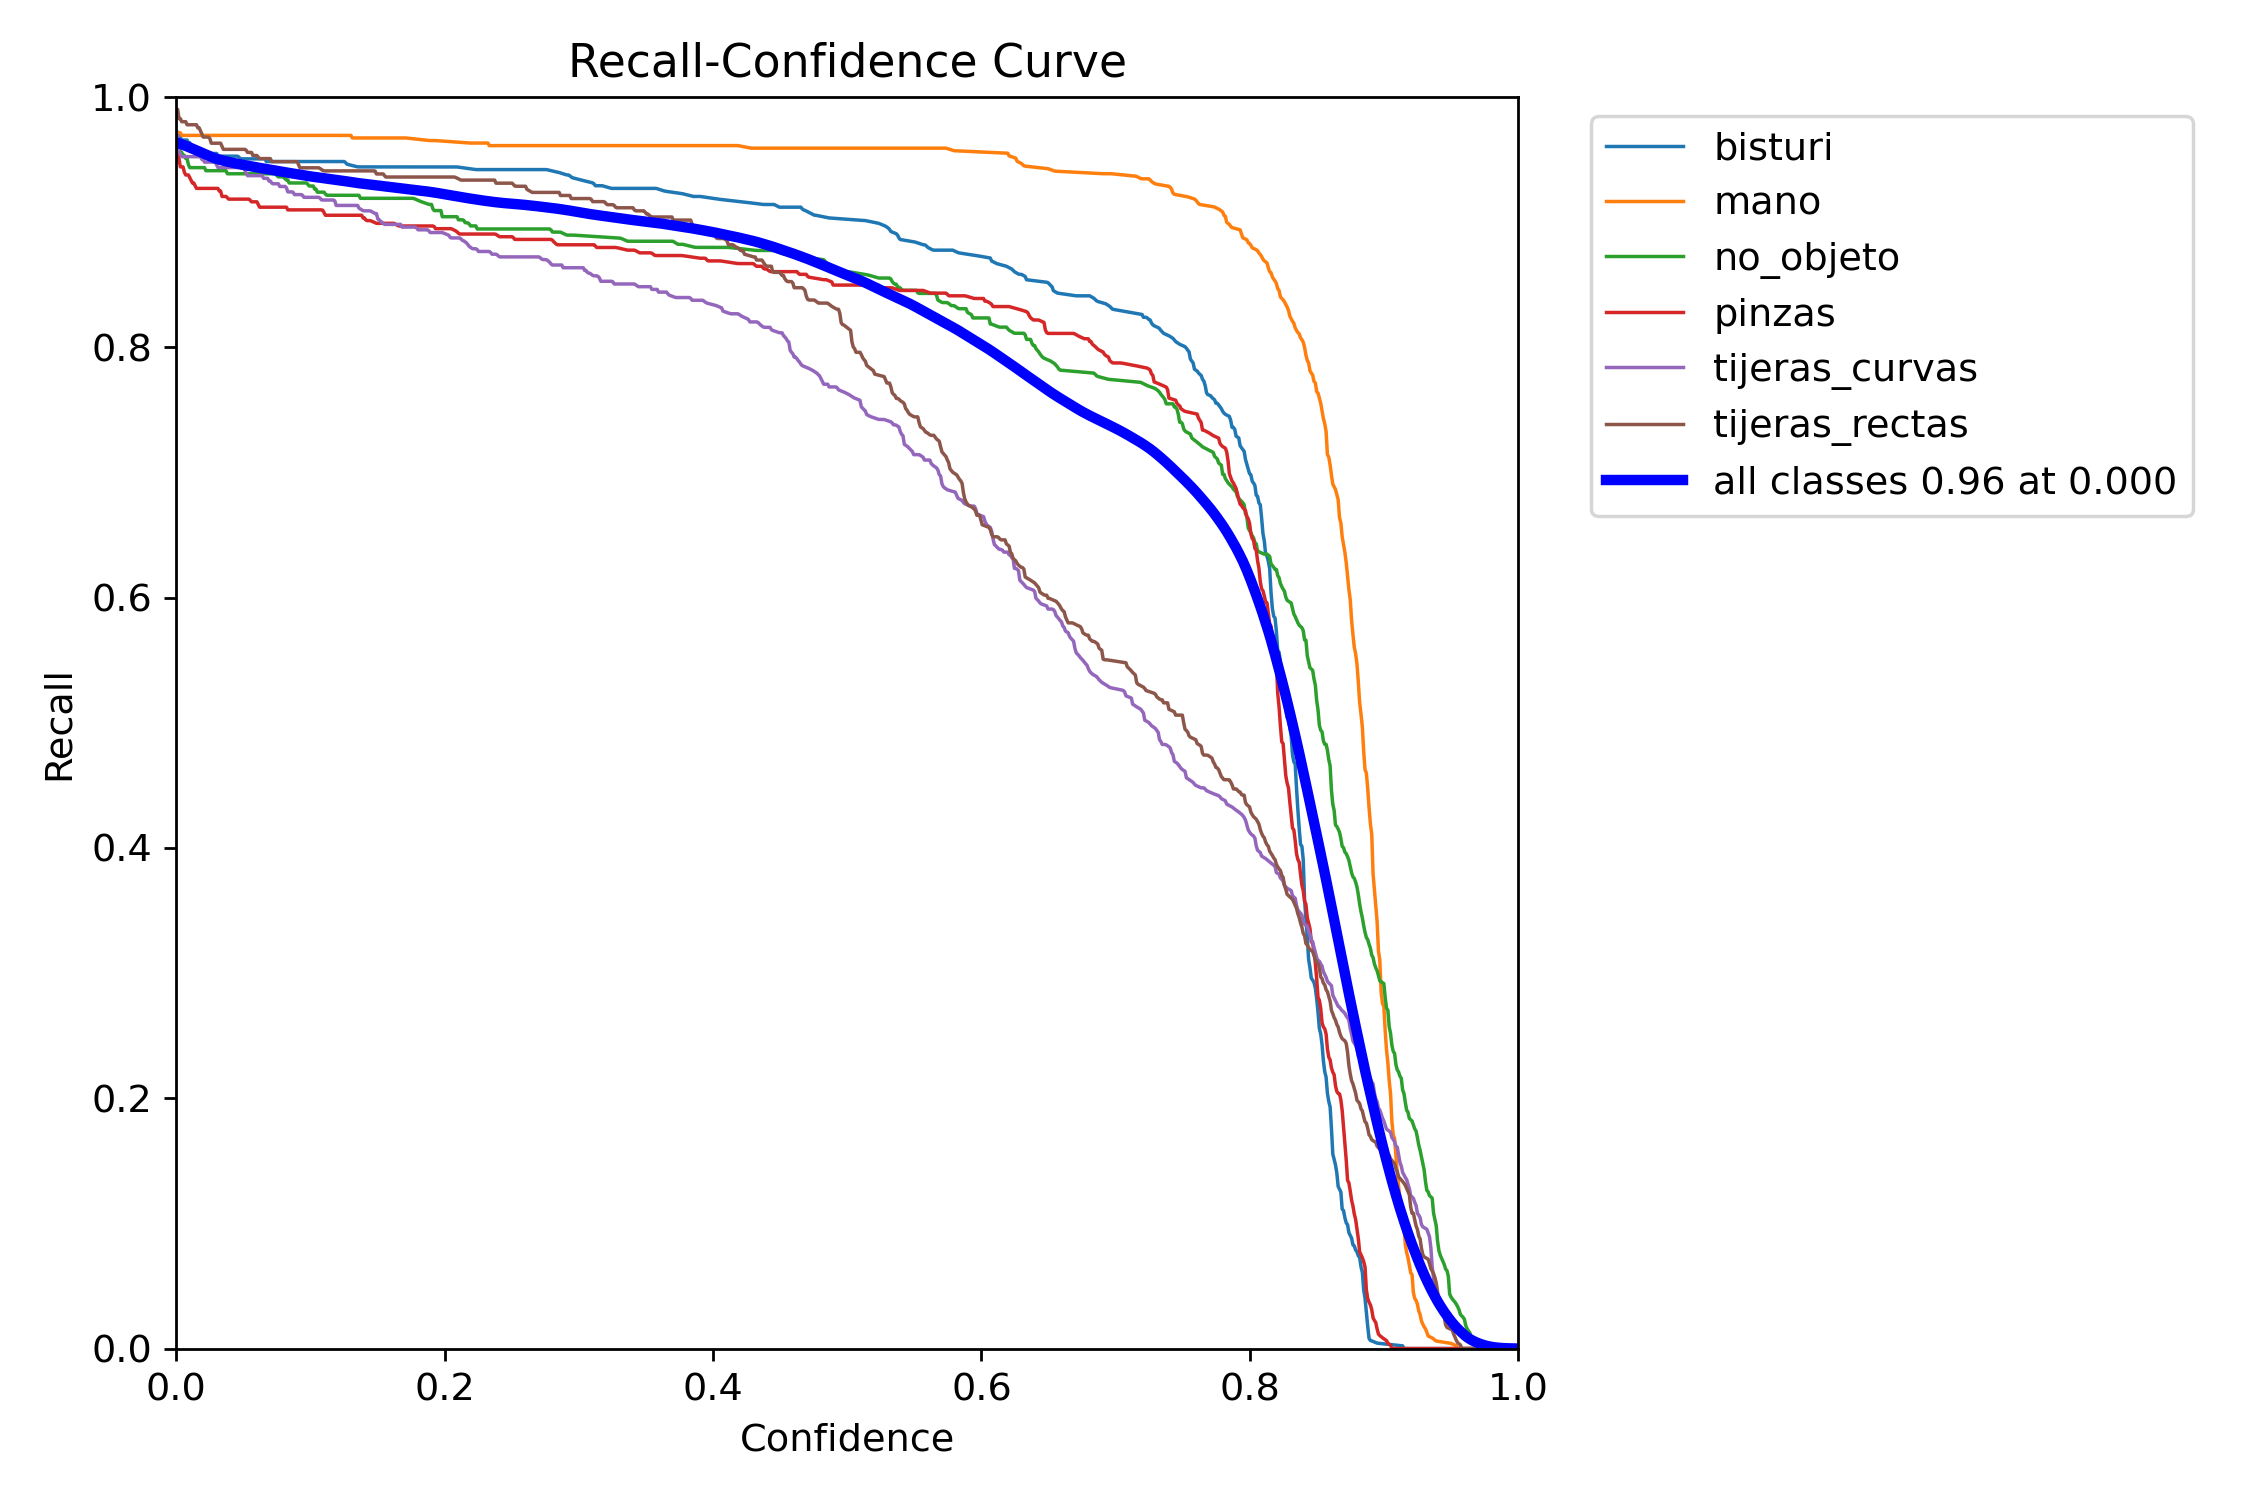 Recall-Confidence Curve
1.0
0.8
0.6
0.4
0.2
0.0
Recall
0.0 0.2 0.4 0.6 0.8 1.0
Confidence
bisturi
mano
no_objeto
pinzas
tijeras_curvas
tijeras_rectas
all classes 0.96 at 0.000